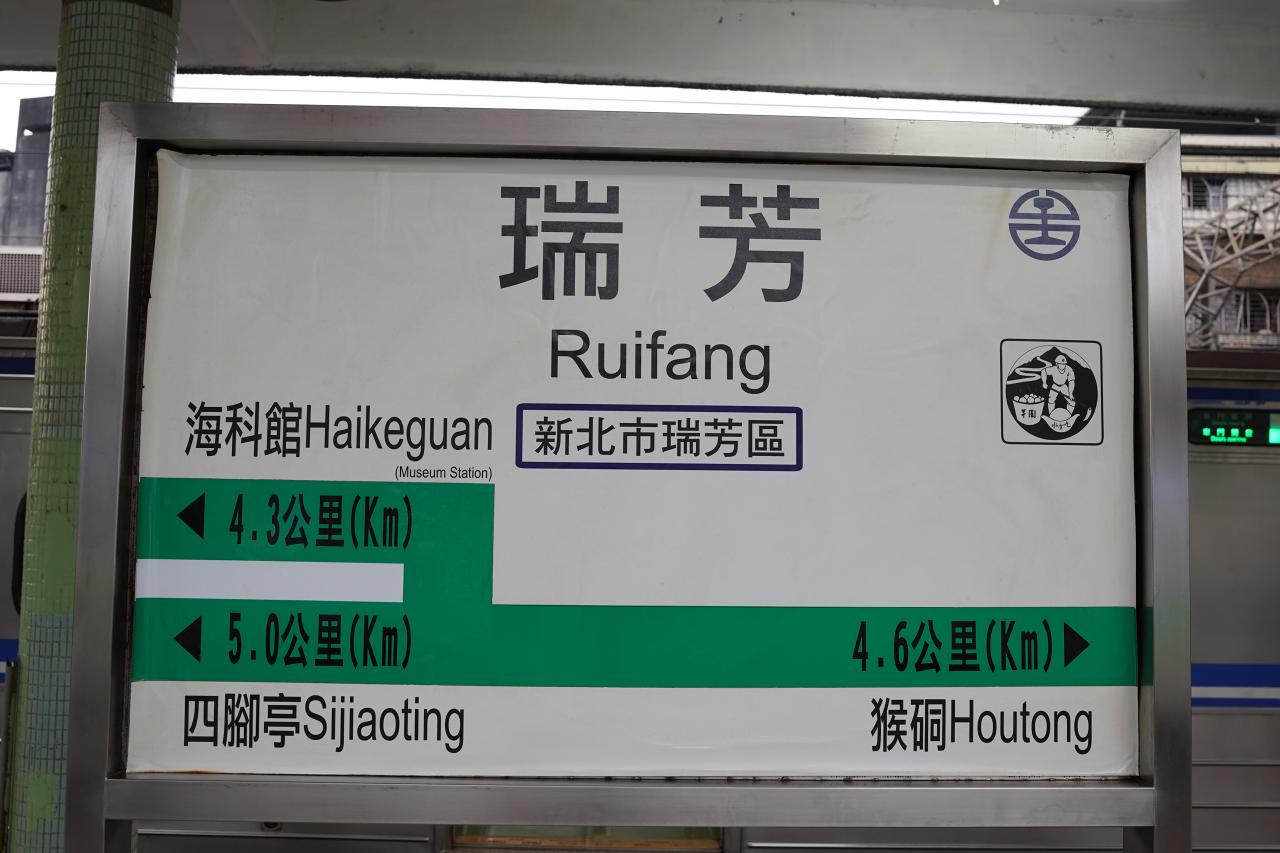 瑞芳
Ruifang
海科館Haikeguan
(Museum Station)
新北市瑞芳區
◀ 4.3公里(Km)
◀ 5.0公里(Km)
4.6公里(Km)▶
四腳亭Sijiaoting
猴硐Houtong